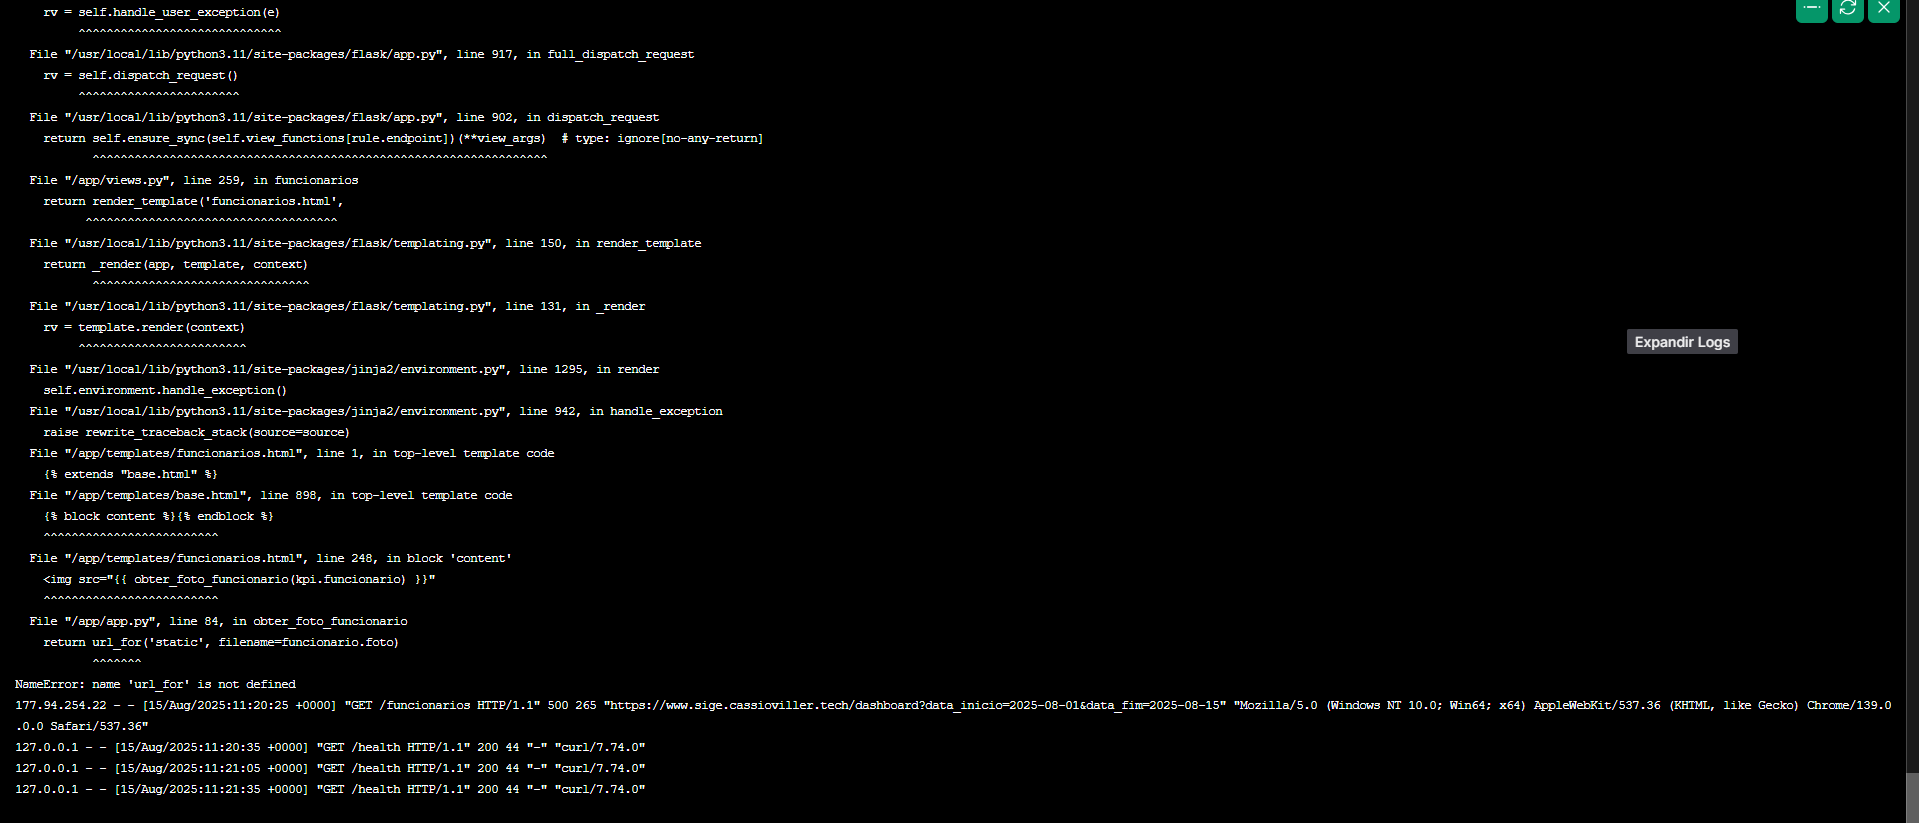 rv = self.handle_user_exception(e)
^^^^^^^^^^^^^^^^^^^^^^^^^^^^^
File "/usr/local/lib/python3.11/site-packages/flask/app.py", line 917, in full_dispatch_request
rv = self.dispatch_request()
^^^^^^^^^^^^^^^^^^^^^^^
File "/usr/local/lib/python3.11/site-packages/flask/app.py", line 902, in dispatch_request
return self.ensure_sync(self.view_functions[rule.endpoint])(**view_args)  # type: ignore[no-any-return]
^^^^^^^^^^^^^^^^^^^^^^^^^^^^^^^^^^^^^^^^^^^^^^^^^^^^^^^^^^^^^^^^^
File "/app/views.py", line 259, in funcionarios
return render_template('funcionarios.html',
^^^^^^^^^^^^^^^^^^^^^^^^^^^^^^^^^^^^
File "/usr/local/lib/python3.11/site-packages/flask/templating.py", line 150, in render_template
return _render(app, template, context)
^^^^^^^^^^^^^^^^^^^^^^^^^^^^^^^
File "/usr/local/lib/python3.11/site-packages/flask/templating.py", line 131, in _render
rv = template.render(context)
^^^^^^^^^^^^^^^^^^^^^^^^
Expandir Logs
File "/usr/local/lib/python3.11/site-packages/jinja2/environment.py", line 1295, in render
self.environment.handle_exception()
File "/usr/local/lib/python3.11/site-packages/jinja2/environment.py", line 942, in handle_exception
raise rewrite_traceback_stack(source=source)
File "/app/templates/funcionarios.html", line 1, in top-level template code
{% extends "base.html" %}
File "/app/templates/base.html", line 898, in top-level template code
{% block content %}{% endblock %}
^^^^^^^^^^^^^^^^^^^^^^^^^
File "/app/templates/funcionarios.html", line 248, in block 'content'
<img src="{{ obter_foto_funcionario(kpi.funcionario) }}"
^^^^^^^^^^^^^^^^^^^^^^^^^
File "/app/app.py", line 84, in obter_foto_funcionario
return url_for('static', filename=funcionario.foto)
^^^^^^^
NameError: name 'url_for' is not defined
177.94.254.22 - - [15/Aug/2025:11:20:25 +0000] "GET /funcionarios HTTP/1.1" 500 265 "https://www.sige.cassioviller.tech/dashboard?data_inicio=2025-08-01&data_fim=2025-08-15" "Mozilla/5.0 (Windows NT 10.0; Win64; x64) AppleWebKit/537.36 (KHTML, like Gecko) Chrome/139.0
.0.0 Safari/537.36"
127.0.0.1 - - [15/Aug/2025:11:20:35 +0000] "GET /health HTTP/1.1" 200 44 "-" "curl/7.74.0"
127.0.0.1 - - [15/Aug/2025:11:21:05 +0000] "GET /health HTTP/1.1" 200 44 "-" "curl/7.74.0"
127.0.0.1 - - [15/Aug/2025:11:21:35 +0000] "GET /health HTTP/1.1" 200 44 "-" "curl/7.74.0"